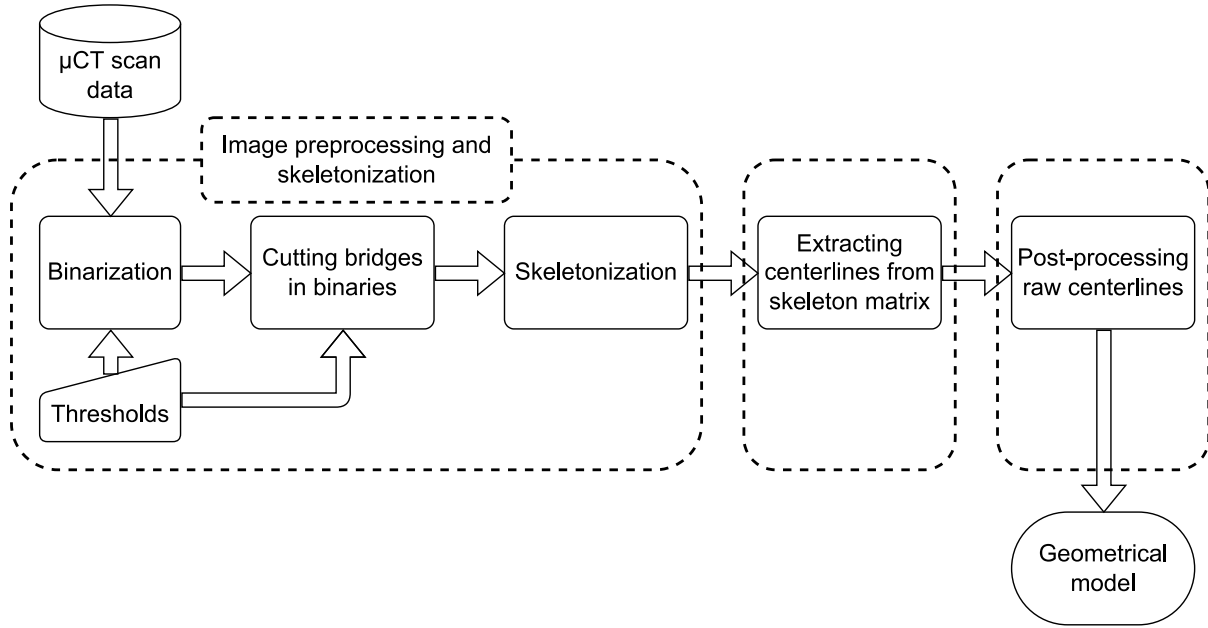 µCT scan
data
Image preprocessing and
skeletonization
Binarization
Cutting bridges
in binaries
Skeletonization
Extracting
centerlines from
skeleton matrix
Post-processing
raw centerlines
Thresholds
Geometrical
model